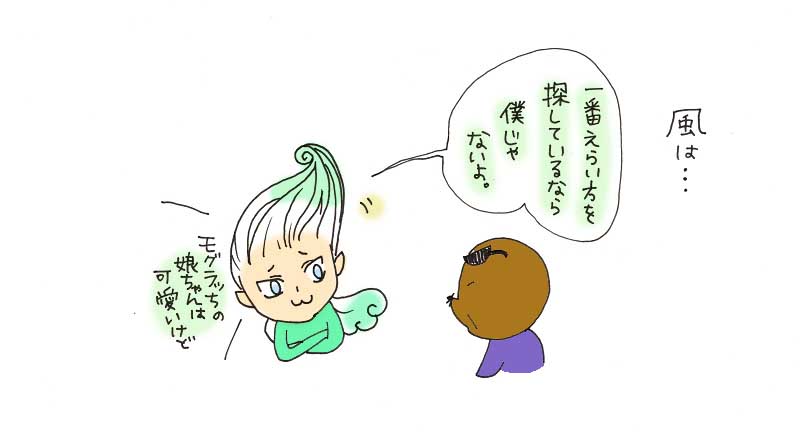 風は…
一番えらい方を
探しているなら
僕じゃ
ないよ。
モグラッちの
娘ちゃんは
可愛いけど